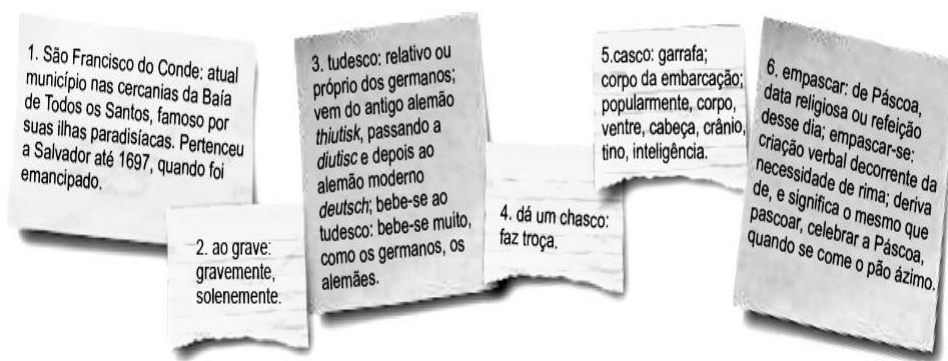 1. São Francisco do Conde: atual
município nas cercanias da Baía
de Todos os Santos, famoso por
suas ilhas paradisíacas. Pertenceu
a Salvador até 1697, quando foi
emancipado.
2. ao grave:
gravemente,
solenemente.
3. tudesco: relativo ou
próprio dos germanos;
vem do antigo alemão
thiutisk, passando a
diutisc e depois ao
alemão moderno
deutsch; bebe-se ao
tudesco: bebe-se muito,
como os germanos, os
alemães.
4. dá um chasco:
faz troça.
5.casco: garrafa;
corpo da embarcação;
popularmente, corpo,
ventre, cabeça, crânio,
tino, inteligência.
6. empascar: de Páscoa,
data religiosa ou refeição
desse dia; empascar-se:
criação verbal decorrente da
necessidade de rima; deriva
de, e significa o mesmo que
pascoar, celebrar a Páscoa,
quando se come o pão ázimo.